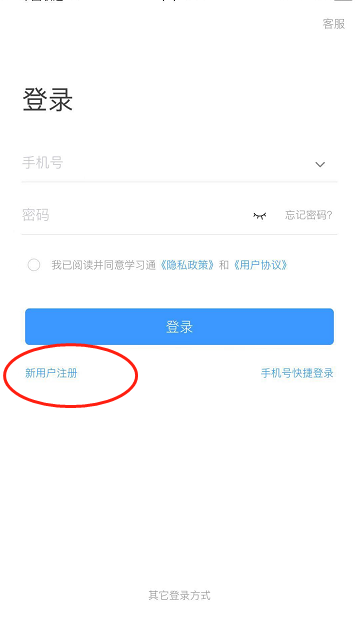 客服
登录
手机号
密码
忘记密码?
我已阅读并同意学习通《隐私政策》和《用户协议》
登录
新用户注册
手机号快捷登录
其它登录方式